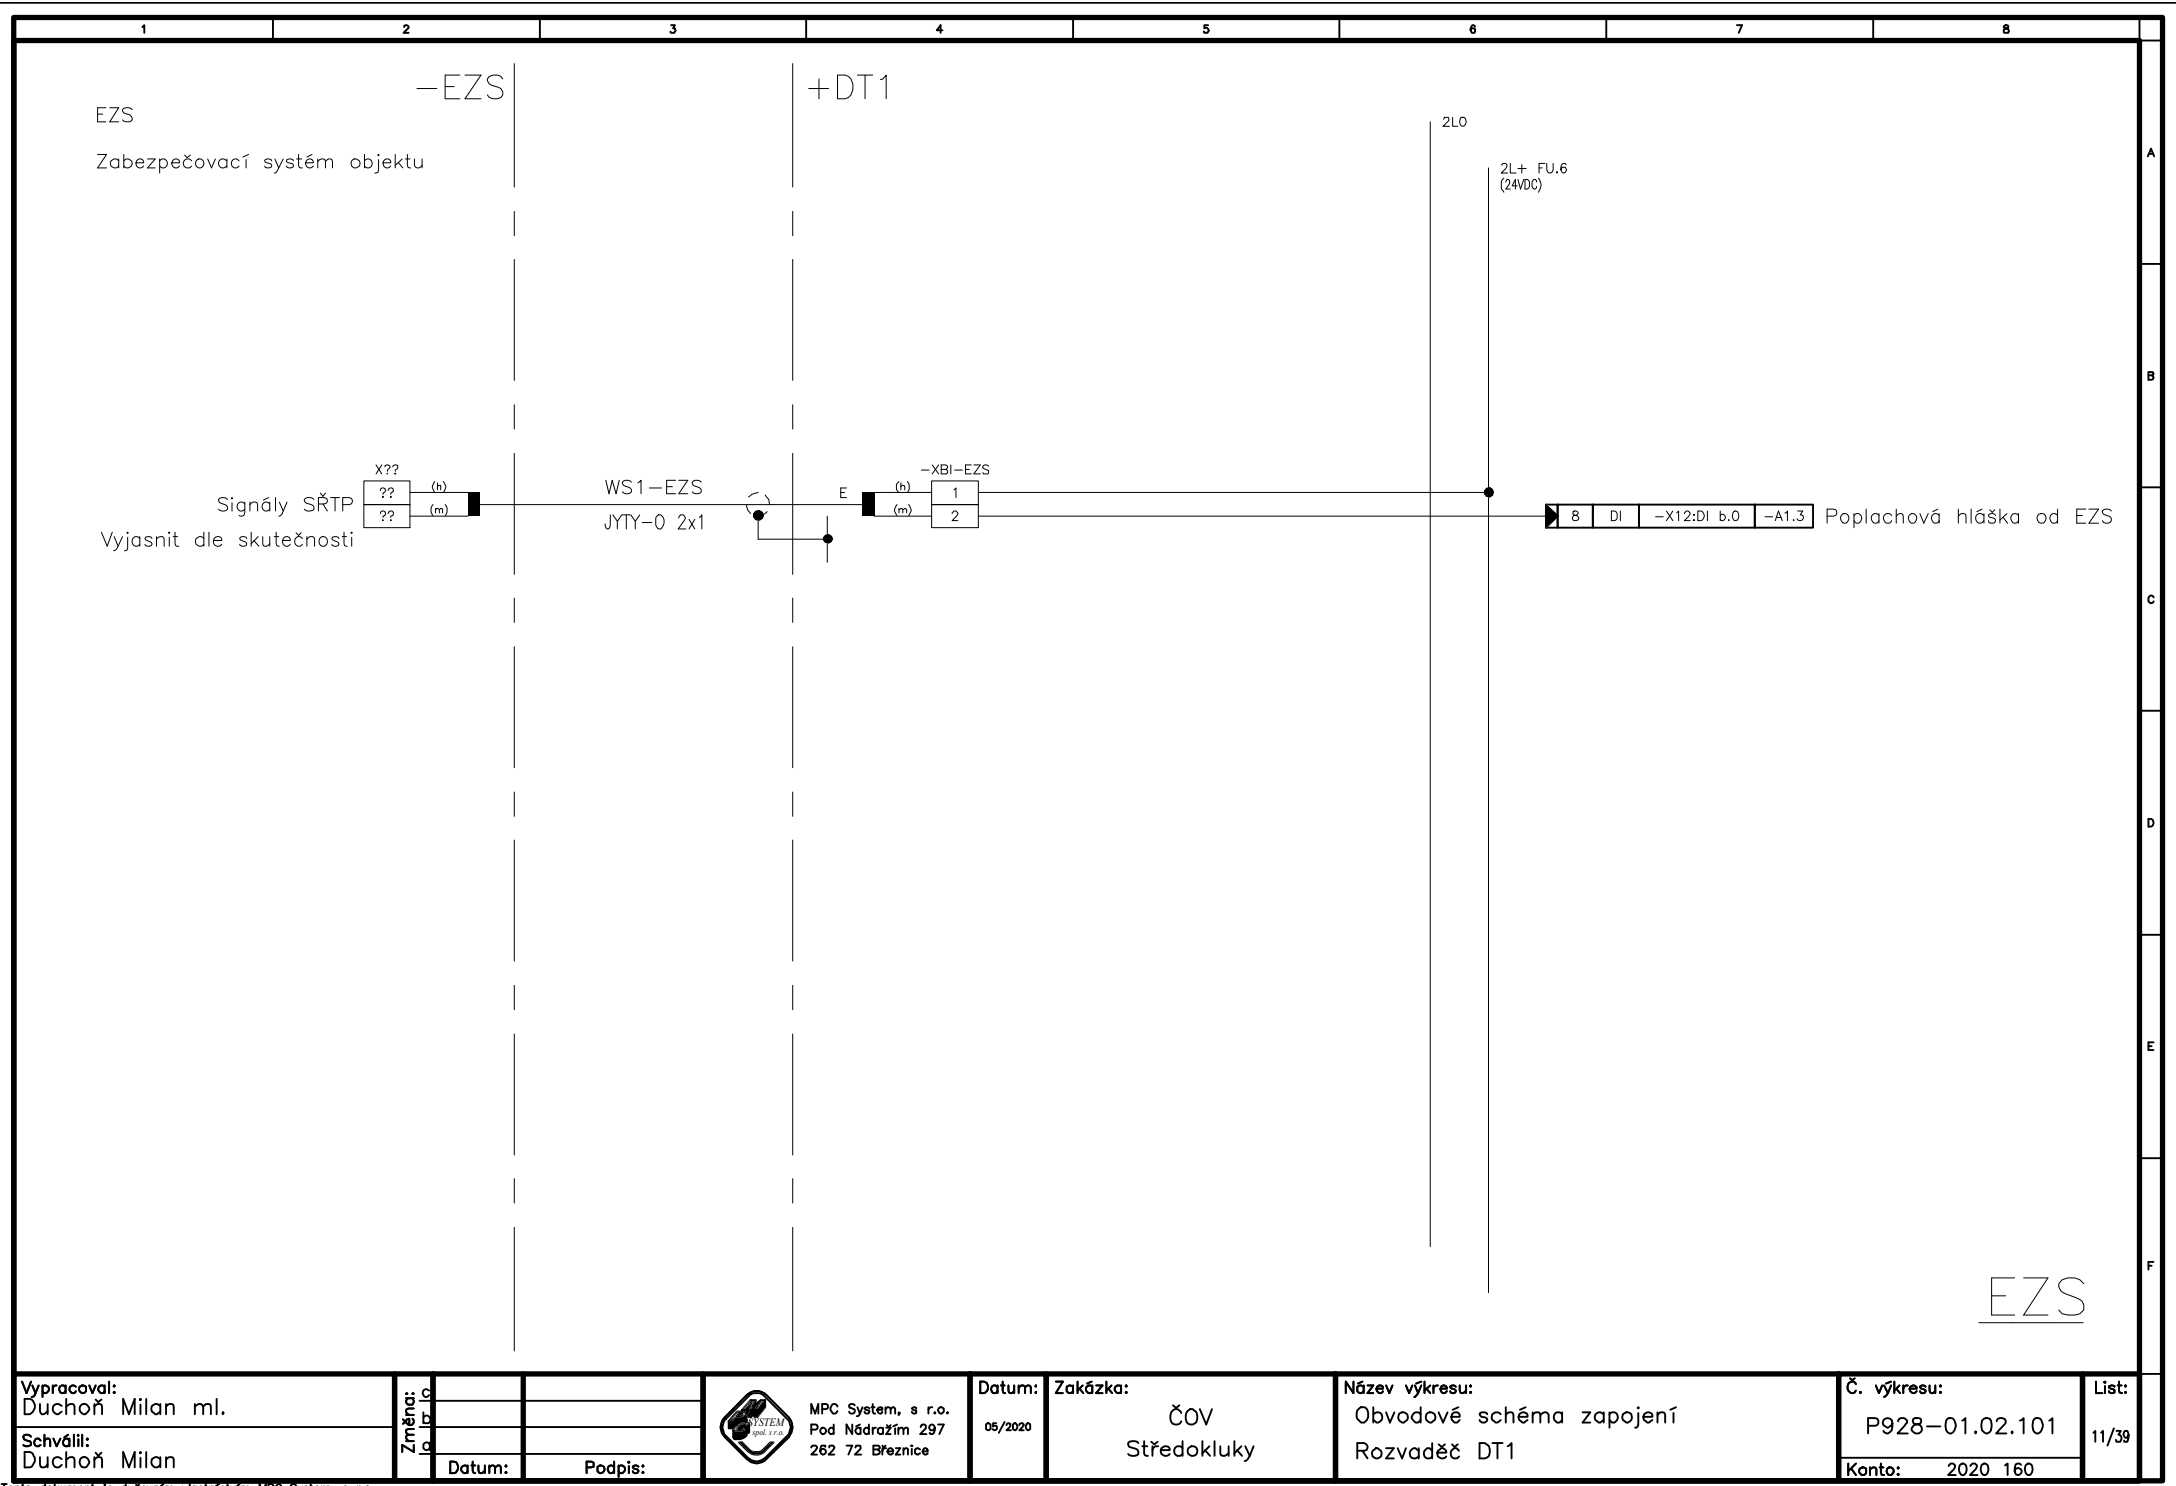 1 2 3 4 5 6 7 8
-EZS
+DT1
EZS
Zabezpečovací systém objektu
2L0
2L+ FU.6
(24VDC)
A
B
C
D
E
F
X??
Signály SŘTP
??
(h)
??
(m)
Vyjasnit dle skutečnosti
WS1-EZS
JYTY-O 2x1
E
-XBI-EZS
(h)
1
(m)
2
8 DI -X12:DI b.0 -A1.3 Poplachová hláška od EZS
EZS
Vypracoval:
Duchoň Milan ml.
Schválil:
Duchoň Milan
Změna:
c
b
a
Datum:
Podpis:
SYSTEM
spol. s r.o.
MPC System, s r.o.
Pod Nádražím 297
262 72 Březnice
Datum:
05/2020
Zakázka:
ČOV
Středokluky
Název výkresu:
Obvodové schéma zapojení
Rozvaděč DT1
Č. výkresu:
P928-01.02.101
Konto: 2020 160
List:
11/39